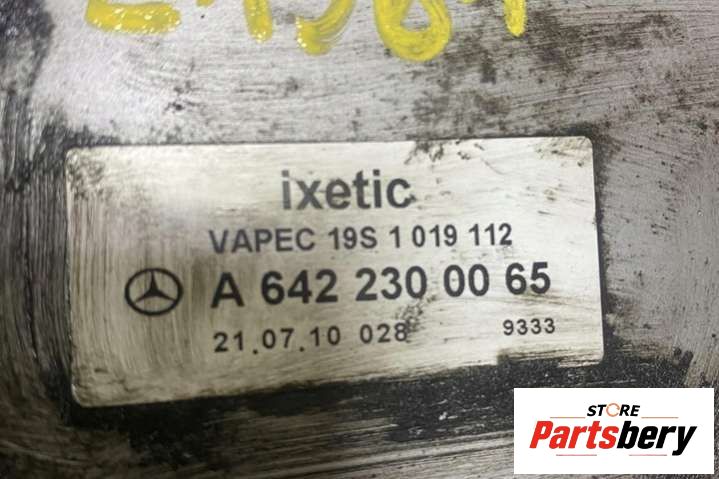 ixetic
VAPEC 19S 1 019 112
A 642 230 00 65
21.07.10 028 9333
STORE
Partsbery